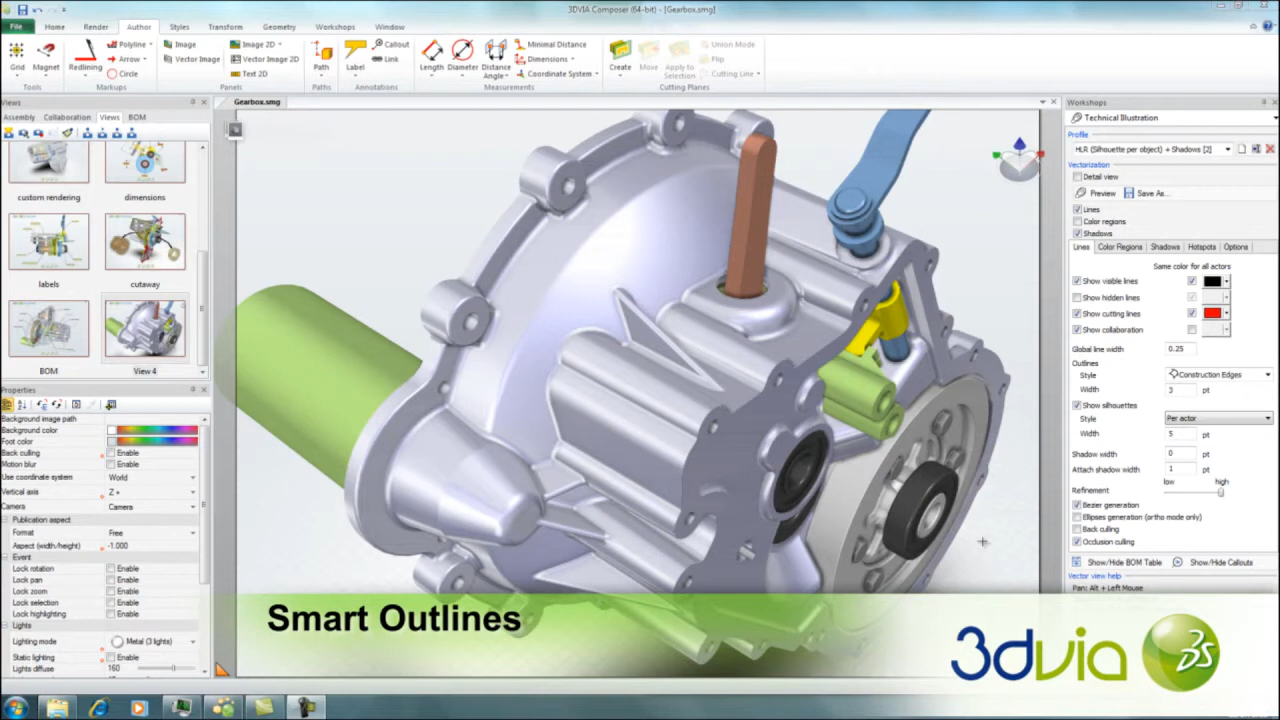 3DVIA Composer (64-bit) - [Gearbox.smg]
File Home Render Author Styles Transform Geometry Workshops Window
Grid Magnet Redlining Polyline Arrow Circle Image Vector Image Image 2D Vector Image 2D Text 2D Path Label Callout Link Length Diameter Distance Angle Minimal Distance Dimensions Coordinate System Create Move Apply to Selection Union Mode Flip Cutting Line
Tools Markups Panels Paths Annotations Measurements Cutting Planes
Views
Assembly Collaboration Views BOM
custom rendering dimensions
labels cutaway
BOM View 4
Properties
Background image path
Background color
Foot color
Back culling Enable
Motion blur Enable
Use coordinate system World
Vertical axis Z +
Camera Camera
Publication aspect
Format Free
Aspect (width/height) -1.000
Event
Lock rotation Enable
Lock pan Enable
Lock zoom Enable
Lock selection Enable
Lock highlighting Enable
Lights
Lighting mode Metal (3 lights)
Static lighting Enable
Lights diffuse 160
Gearbox.smg
Workshops
Technical Illustration
Profile
HLR (Silhouette per object) + Shadows [2]
Vectorization
Detail view
Preview Save As...
Lines
Color regions
Shadows
Lines Color Regions Shadows Hotspots Options
Same color for all actors
Show visible lines
Show hidden lines
Show cutting lines
Show collaboration
Global line width 0.25
Outlines
Style Construction Edges
Width 3 pt
Show silhouettes
Style Per actor
Width 5 pt
Shadow width 0 pt
Attach shadow width 1 pt
low high
Refinement
Bezier generation
Ellipses generation (ortho mode only)
Back culling
Occlusion culling
Show/Hide BOM Table Show/Hide Callouts
Vector view help
Pan: Alt + Left Mouse
Smart Outlines
3dvia